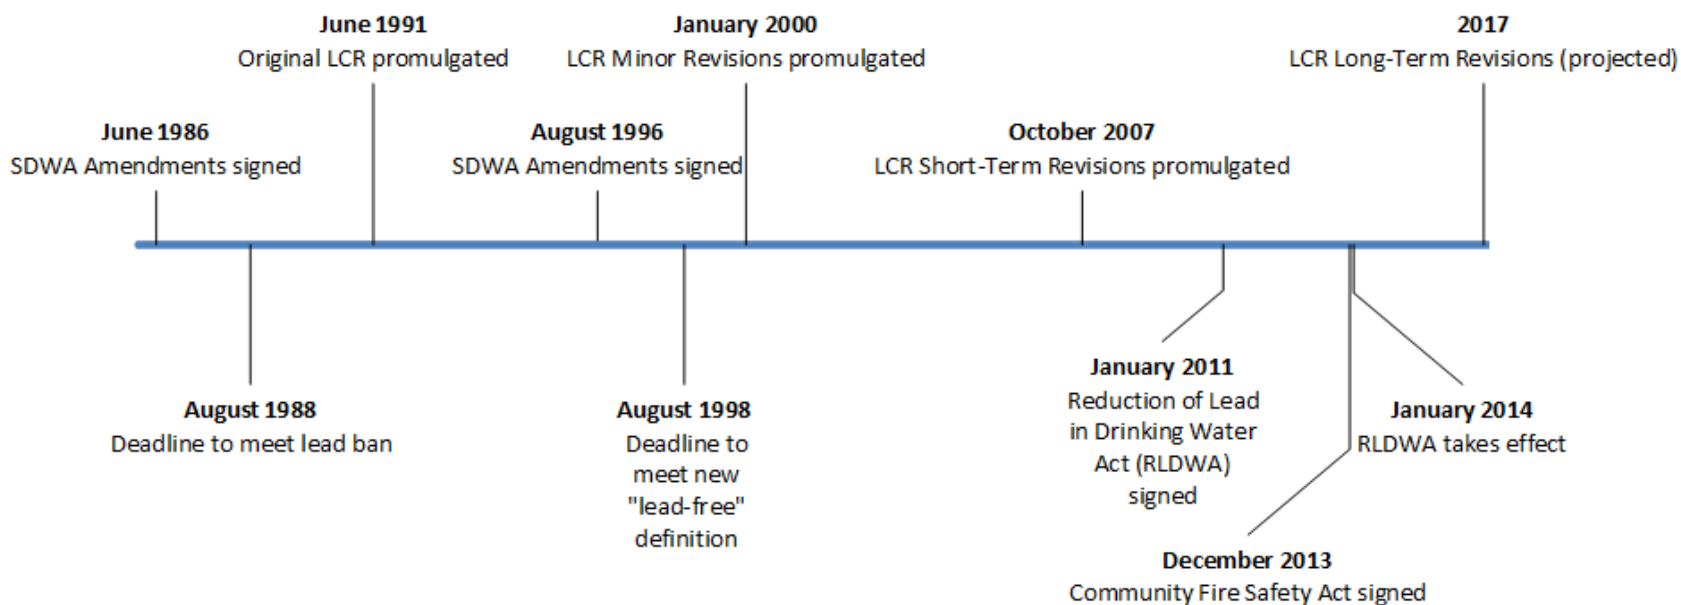 June 1991
Original LCR promulgated
January 2000
LCR Minor Revisions promulgated
2017
LCR Long-Term Revisions (projected)
June 1986
SDWA Amendments signed
August 1996
SDWA Amendments signed
October 2007
LCR Short-Term Revisions promulgated
August 1988
Deadline to meet lead ban
August 1998
Deadline to
meet new
"lead-free"
definition
January 2011
Reduction of Lead
in Drinking Water
Act (RLDWA)
signed
January 2014
RLDWA takes effect
December 2013
Community Fire Safety Act signed